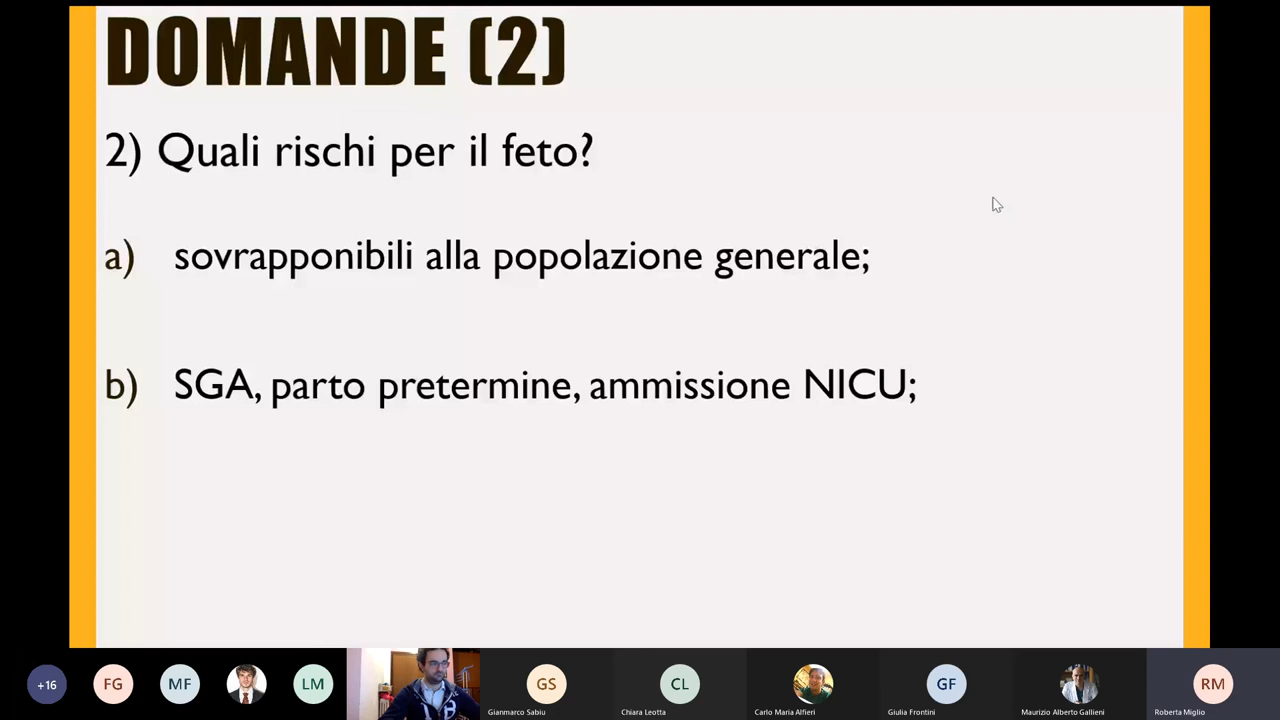 DOMANDE (2)
2) Quali rischi per il feto?
a) sovrapponibili alla popolazione generale;
b) SGA, parto pretermine, ammissione NICU;
+16
FG
MF
LM
GS
CL
GF
RM
Gianmarco Sabiu
Chiara Leotta
Carlo Maria Alfieri
Giulia Frontini
Maurizio Alberto Gallieni
Roberta Miglio